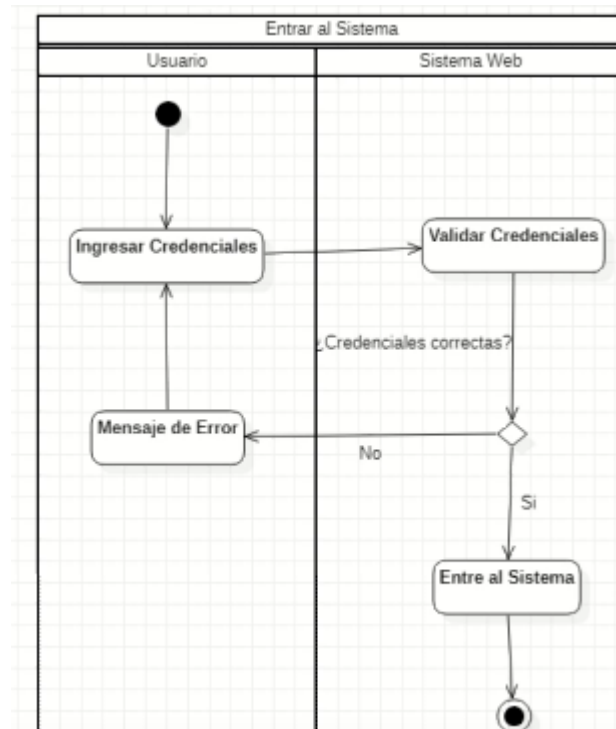 Entrar al Sistema
Usuario
Sistema Web
Ingresar Credenciales
Validar Credenciales
¿Credenciales correctas?
Mensaje de Error
No
Si
Entre al Sistema